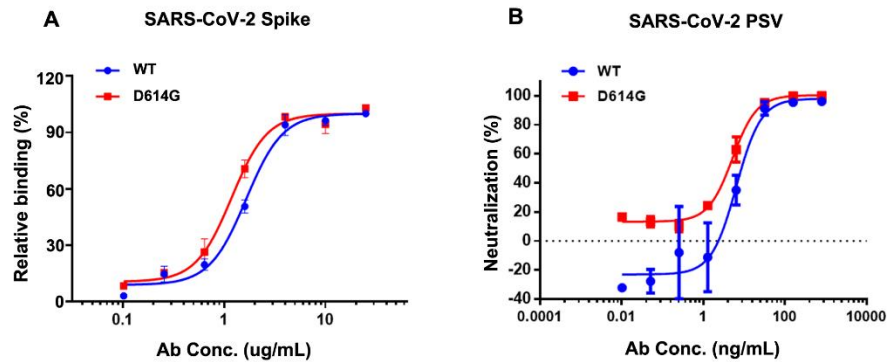 A
SARS-CoV-2 Spike
WT
D614G
120
90
60
30
0
Relative binding (%)
0.1
1
10
Ab Conc. (ug/mL)
B
SARS-CoV-2 PSV
WT
D614G
100
80
60
40
20
0
-20
-40
Neutralization (%)
0.0001
0.01
1
100
10000
Ab Conc. (ng/mL)